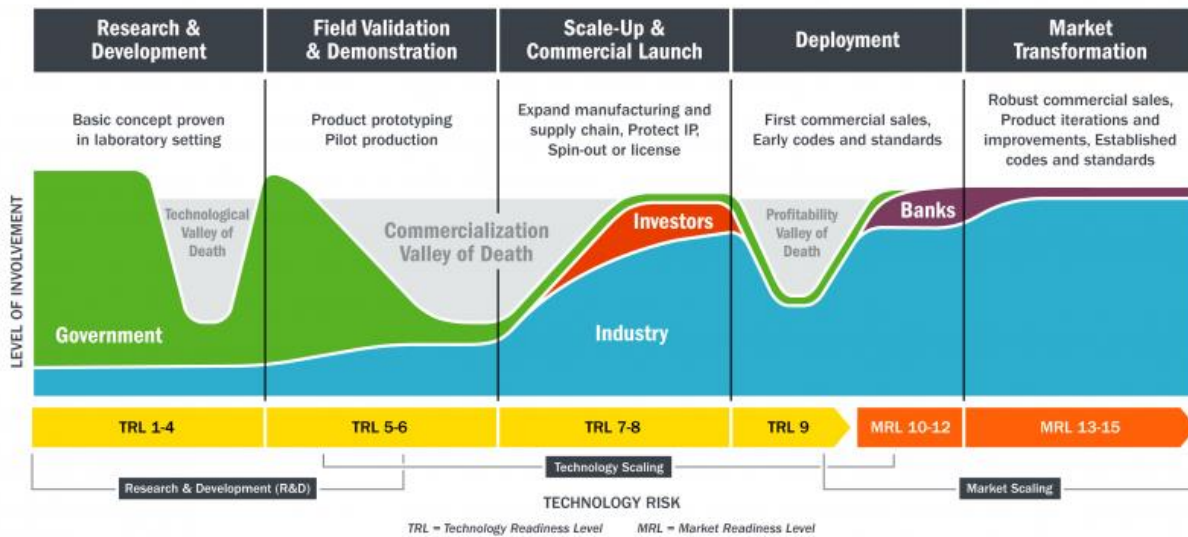 Research &
Development
Field Validation
& Demonstration
Scale-Up &
Commercial Launch
Deployment
Market
Transformation
Basic concept proven
in laboratory setting
Product prototyping
Pilot production
Expand manufacturing and
supply chain, Protect IP,
Spin-out or license
First commercial sales,
Early codes and standards
Robust commercial sales,
Product iterations and
improvements, Established
codes and standards
LEVEL OF INVOLVEMENT
Technological
Valley of
Death
Commercialization
Valley of Death
Investors
Profitability
Valley of
Death
Banks
Government
Industry
TRL 1-4
TRL 5-6
TRL 7-8
TRL 9
MRL 10-12
MRL 13-15
Technology Scaling
Research & Development (R&D)
Market Scaling
TECHNOLOGY RISK
TRL = Technology Readiness Level MRL = Market Readiness Level